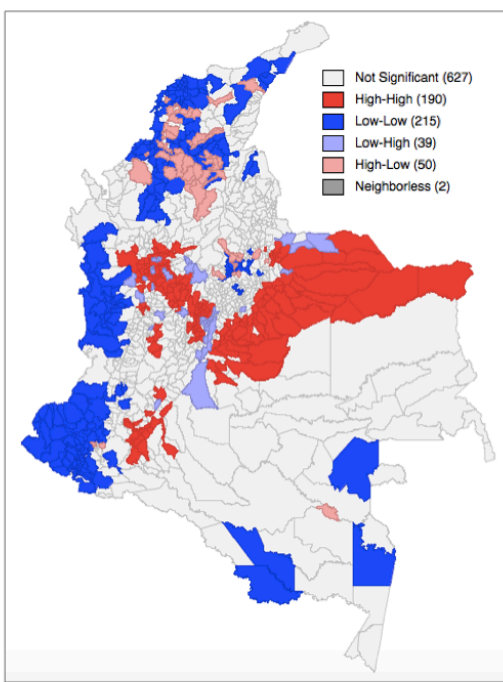 Not Significant (627)
High-High (190)
Low-Low (215)
Low-High (39)
High-Low (50)
Neighborless (2)